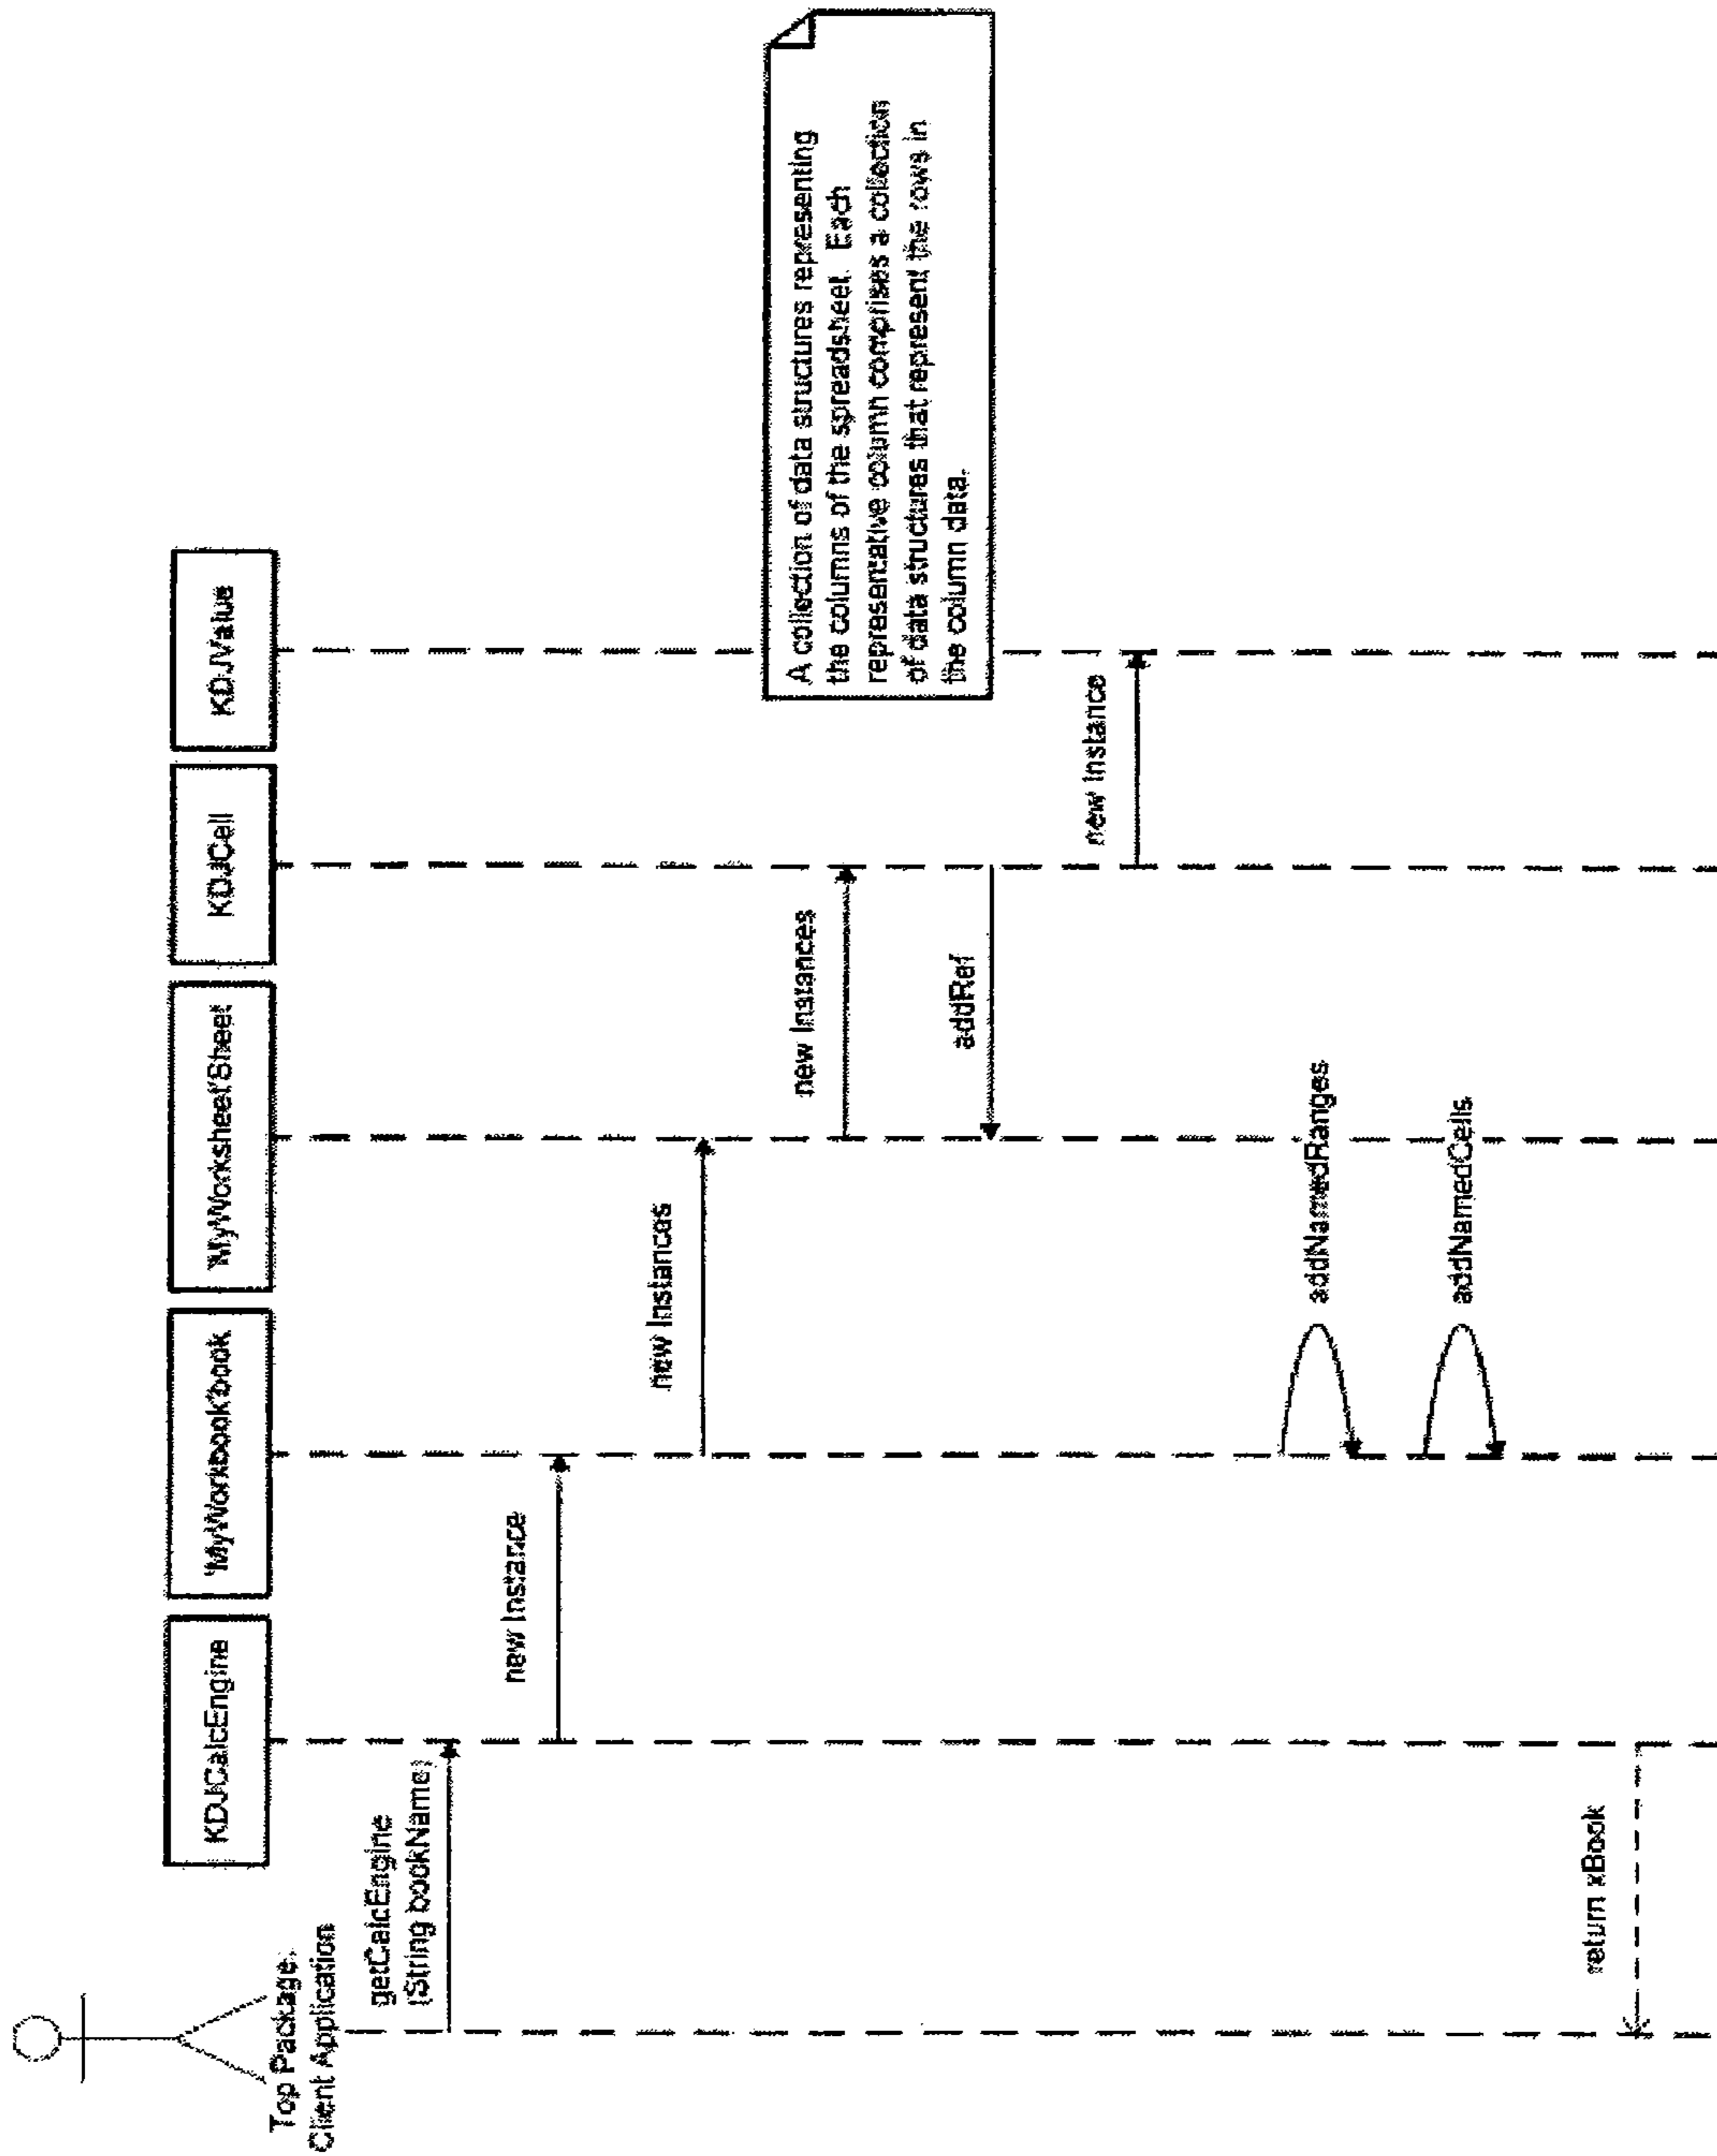 Top Package:
Client Application
KDJCalcEngine
'MyWorkbook'book
'MyWorksheet'Sheet
KDJCell
KDJValue
getCalcEngine
(String bookName)
new Instance
new Instances
new Instances
A collection of data structures representing
the columns of the spreadsheet. Each
representative column comprises a collection
of data structures that represent the rows in
the column data.
addRef
new Instance
addNamedRanges
addNamedCells
return xBook